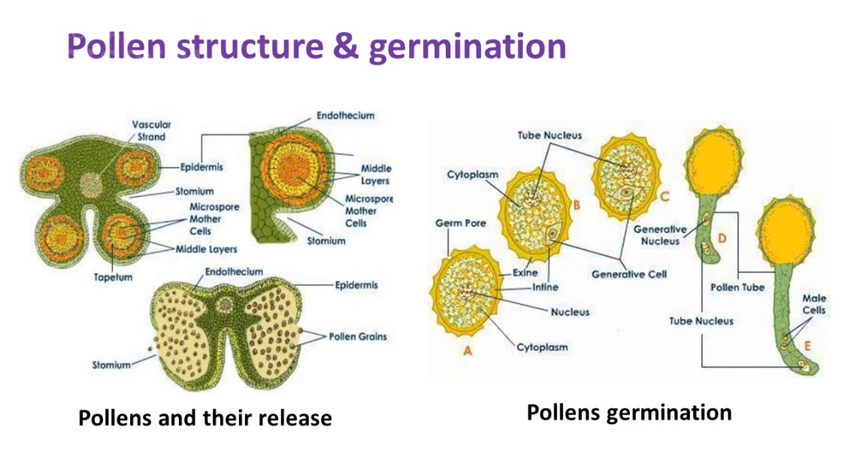 Pollen structure & germination
Vascular
Strand
Epidermis
Stomium
Microspore
Mother
Cells
Middle Layers
Tapetum
Endothecium
Middle
Layers
Microspore
Mother
Cells
Stomium
Endothecium
Epidermis
Pollen Grains
Stomium
Pollens and their release
Tube Nucleus
Cytoplasm
B
C
Germ Pore
Exine
Intine
Generative Cell
Nucleus
Cytoplasm
A
Generative
Nucleus
D
Pollen Tube
Tube Nucleus
Male
Cells
E
Pollens germination